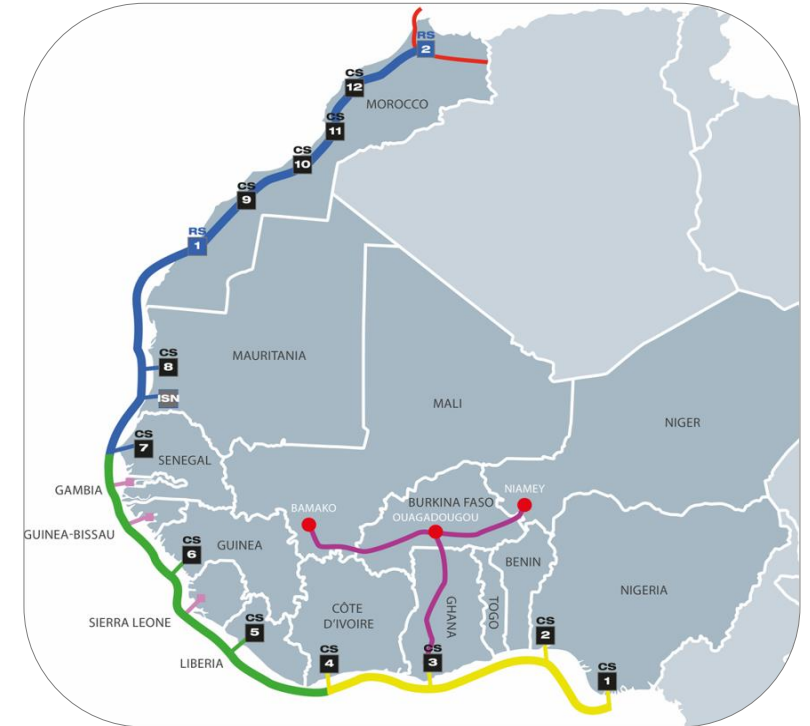 RS
2
CS
12
MOROCCO
CS
11
CS
10
CS
9
RS
1
CS
8
MAURITANIA
ISN
MALI
NIGER
CS
7
SENEGAL
GAMBIA
NIAMEY
BURKINA FASO
BAMAKO
OUAGADOUGOU
GUINEA-BISSAU
CS
6
GUINEA
BENIN
NIGERIA
CÔTE
D'IVOIRE
GHANA
TOGO
SIERRA LEONE
CS
5
LIBERIA
CS
4
CS
3
CS
2
CS
1